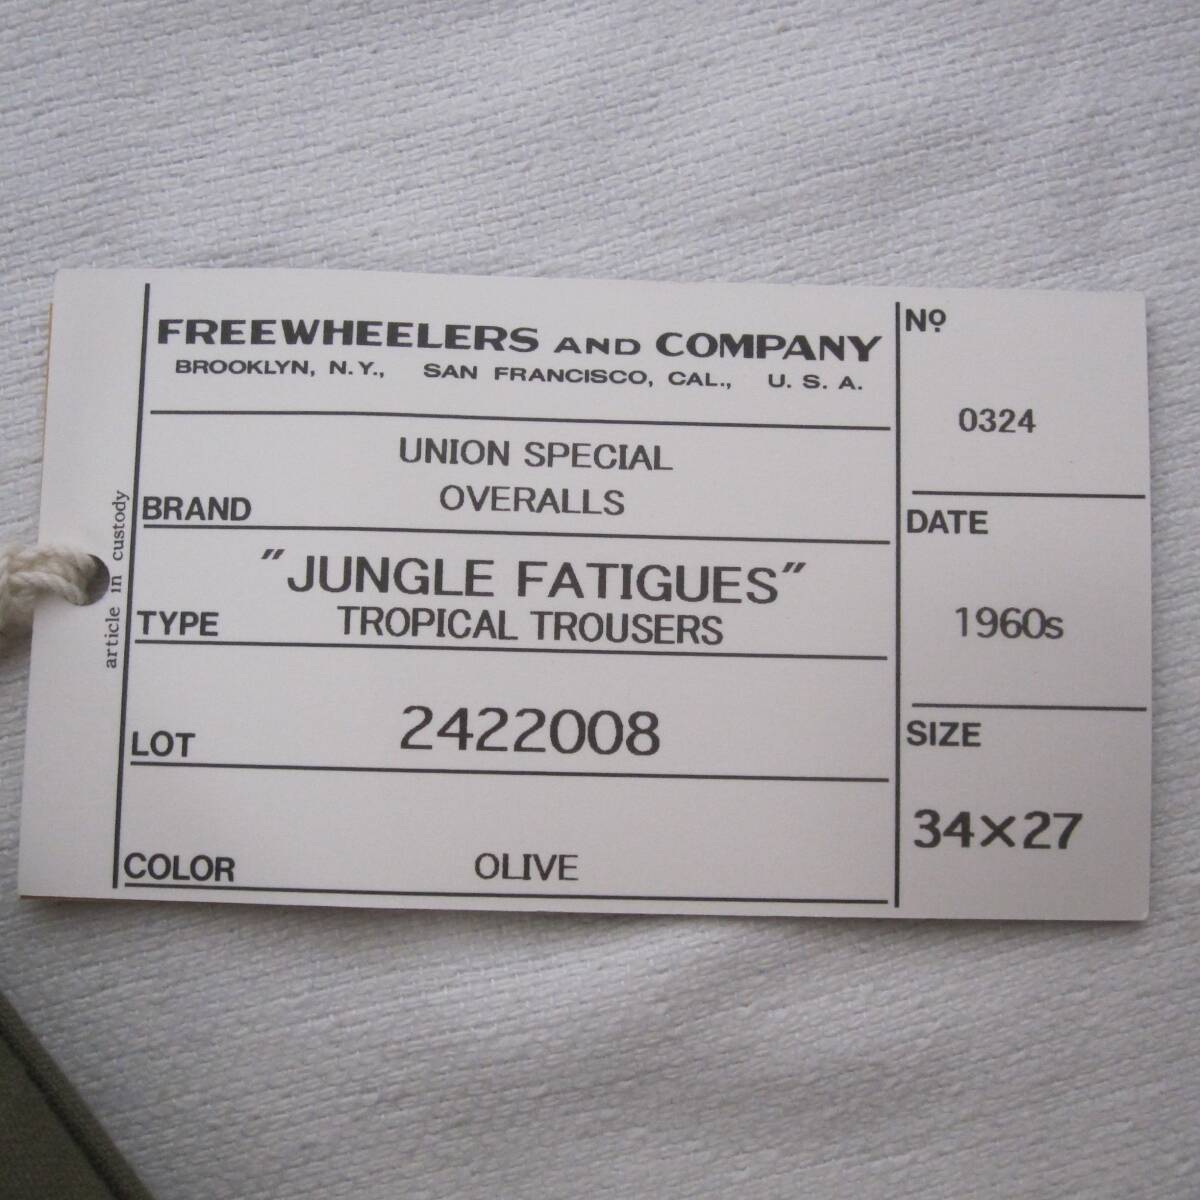 FREEWHEELERS AND COMPANY
BROOKLYN, N.Y., SAN FRANCISCO, CAL., U. S. A.
UNION SPECIAL
OVERALLS
BRAND
"JUNGLE FATIGUES"
TROPICAL TROUSERS
TYPE
2422008
LOT
COLOR OLIVE
Nº
0324
DATE
1960s
SIZE
34×27
article in custody